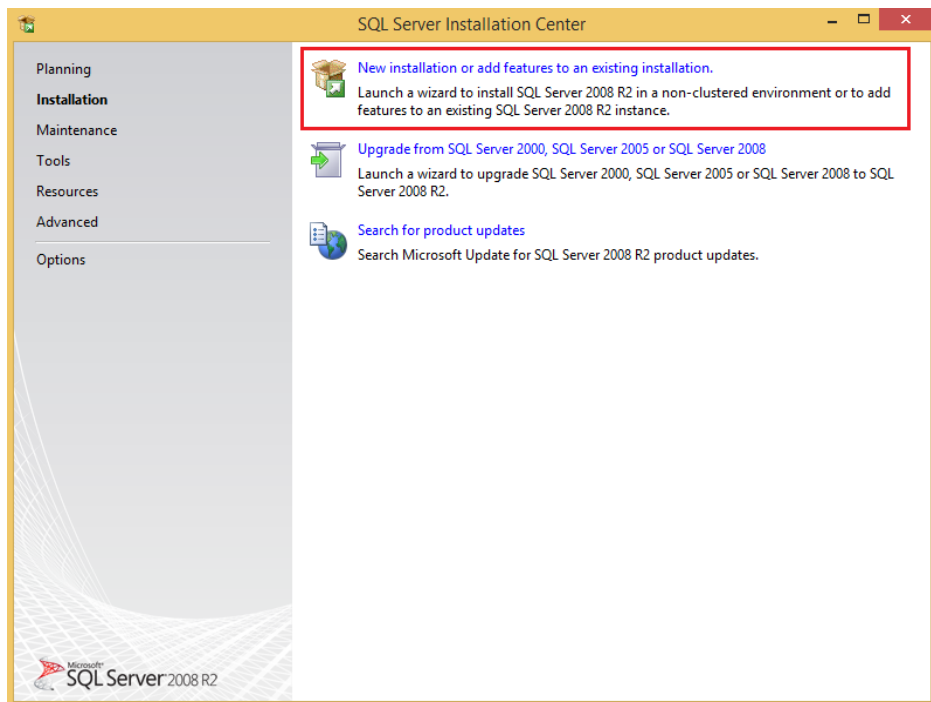 SQL Server Installation Center
Planning
Installation
Maintenance
Tools
Resources
Advanced
Options
New installation or add features to an existing installation.
Launch a wizard to install SQL Server 2008 R2 in a non-clustered environment or to add
features to an existing SQL Server 2008 R2 instance.
Upgrade from SQL Server 2000, SQL Server 2005 or SQL Server 2008
Launch a wizard to upgrade SQL Server 2000, SQL Server 2005 or SQL Server 2008 to SQL
Server 2008 R2.
Search for product updates
Search Microsoft Update for SQL Server 2008 R2 product updates.
Microsoft®
SQL Server® 2008 R2